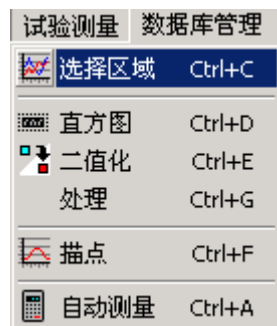 试验测量 数据库管理
选择区域 Ctrl+C
直方图 Ctrl+D
二值化 Ctrl+E
处理 Ctrl+G
描点 Ctrl+F
自动测量 Ctrl+A